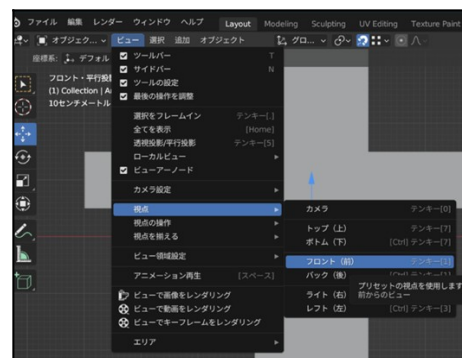 ファイル 編集 レンダー ウィンドウ ヘルプ Layout Modeling Sculpting UV Editing Texture Paint
オブジェク... ビュー 選択 追加 オブジェクト グロ...
座標系: デフォル
フロント・平行投
(1) Collection | A
10センチメートル
ツールバー T
サイドバー N
ツールの設定
最後の操作を調整
選択をフレームイン テンキー[.]
全てを表示 [Home]
透視投影/平行投影 テンキー[5]
ローカルビュー
ビューアーノード
カメラ設定
視点
視点の操作
視点を揃える
ビュー領域設定
アニメーション再生 [スペース]
ビューで画像をレンダリング
ビューで動画をレンダリング
ビューでキーフレームをレンダリング
エリア
カメラ テンキー[0]
トップ（上） テンキー[7]
ボトム（下） [Ctrl] テンキー[7]
フロント（前） テンキー[1]
バック（後） [Ctrl] テンキー[1]
プリセットの視点を使用します
前からのビュー
ライト（右）
レフト（左） [Ctrl] テンキー[3]